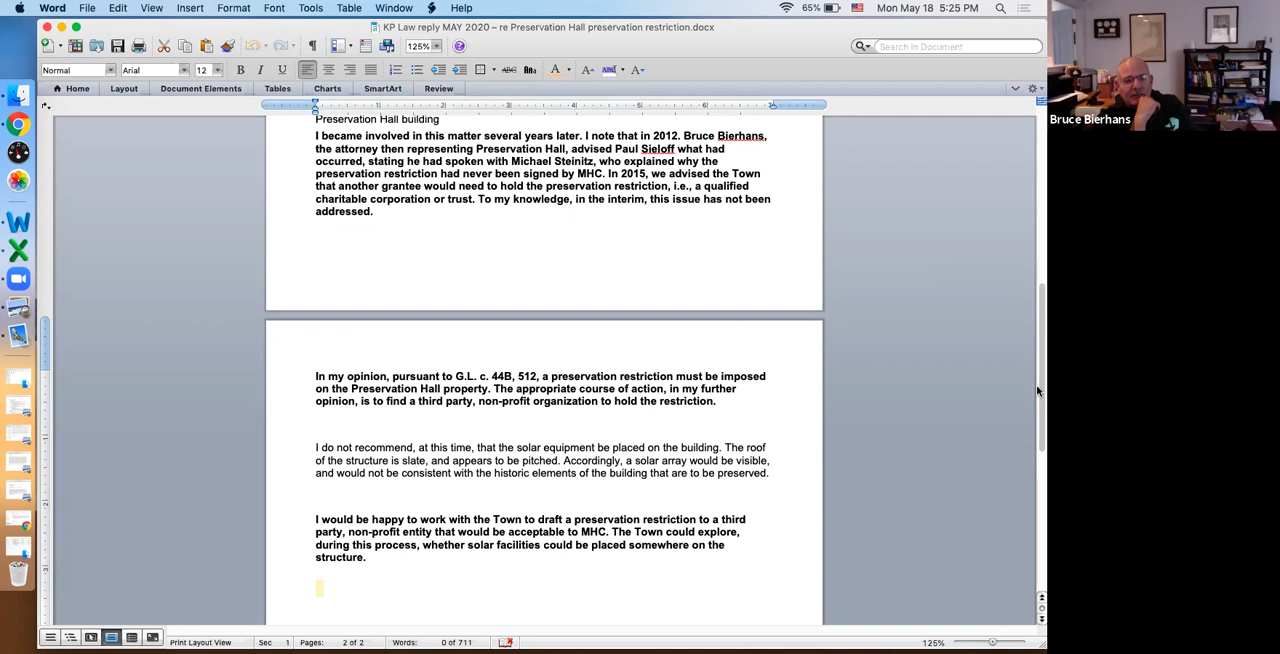 Word File Edit View Insert Format Font Tools Table Window Help 65% Mon May 18 5:25 PM
KP Law reply MAY 2020 – re Preservation Hall preservation restriction.docx
125% Search in Document
Normal Arial 12 B I U ABC
Home Layout Document Elements Tables Charts SmartArt Review
Bruce Bierhans
Preservation Hall building
I became involved in this matter several years later. I note that in 2012. Bruce Bierhans,
the attorney then representing Preservation Hall, advised Paul Sieloff what had
occurred, stating he had spoken with Michael Steinitz, who explained why the
preservation restriction had never been signed by MHC. In 2015, we advised the Town
that another grantee would need to hold the preservation restriction, i.e., a qualified
charitable corporation or trust. To my knowledge, in the interim, this issue has not been
addressed.
In my opinion, pursuant to G.L. c. 44B, 512, a preservation restriction must be imposed
on the Preservation Hall property. The appropriate course of action, in my further
opinion, is to find a third party, non-profit organization to hold the restriction.
I do not recommend, at this time, that the solar equipment be placed on the building. The roof
of the structure is slate, and appears to be pitched. Accordingly, a solar array would be visible,
and would not be consistent with the historic elements of the building that are to be preserved.
I would be happy to work with the Town to draft a preservation restriction to a third
party, non-profit entity that would be acceptable to MHC. The Town could explore,
during this process, whether solar facilities could be placed somewhere on the
structure.
Print Layout View Sec 1 Pages: 2 of 2 Words: 0 of 711 125%